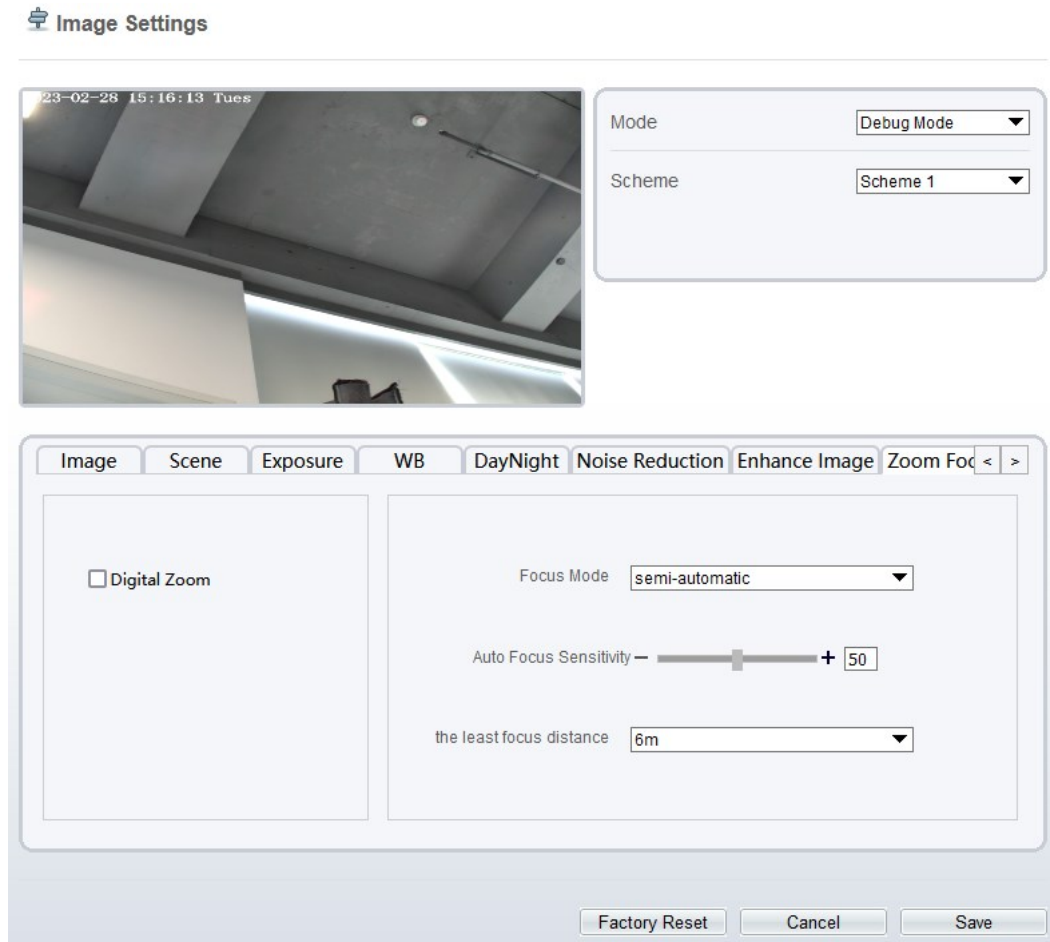 Image Settings
23-02-28 15:16:13 Tues
Mode
Debug Mode
Scheme
Scheme 1
Image
Scene
Exposure
WB
DayNight
Noise Reduction
Enhance Image
Zoom Foc
<
>
Digital Zoom
Focus Mode
semi-automatic
Auto Focus Sensitivity
50
the least focus distance
6m
Factory Reset
Cancel
Save